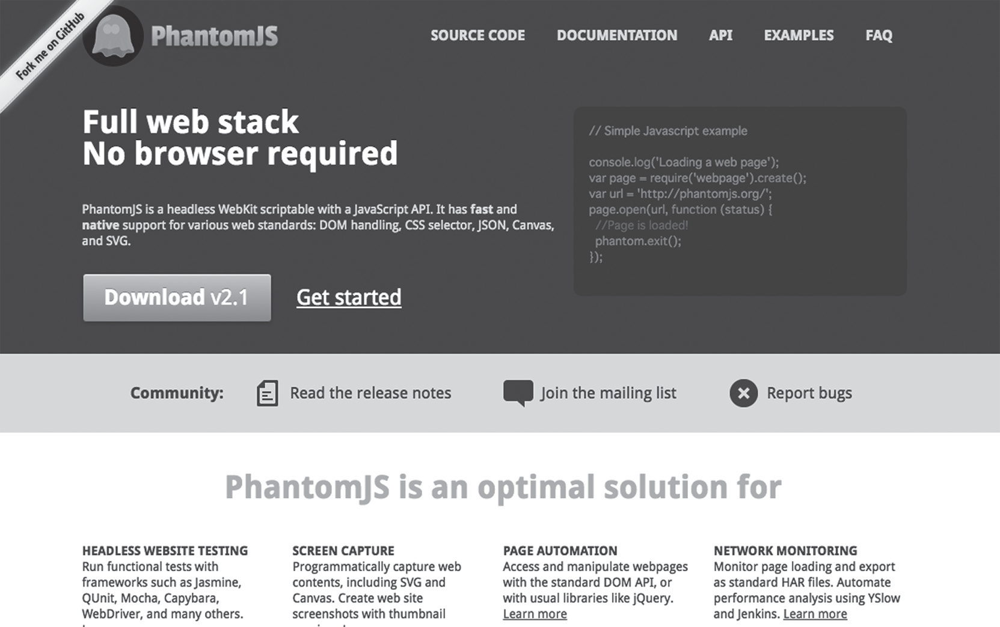 Fork me on GitHub
PhantomJS
SOURCE CODE DOCUMENTATION API EXAMPLES FAQ
Full web stack
No browser required
PhantomJS is a headless WebKit scriptable with a JavaScript API. It has fast and
native support for various web standards: DOM handling, CSS selector, JSON, Canvas,
and SVG.
Download v2.1
Get started
// Simple Javascript example
console.log('Loading a web page');
var page = require('webpage').create();
var url = 'http://phantomjs.org/';
page.open(url, function (status) {
//Page is loaded!
phantom.exit();
});
Community:
Read the release notes
Join the mailing list
Report bugs
PhantomJS is an optimal solution for
HEADLESS WEBSITE TESTING
Run functional tests with
frameworks such as Jasmine,
QUnit, Mocha, Capybara,
WebDriver, and many others.
SCREEN CAPTURE
Programmatically capture web
contents, including SVG and
Canvas. Create web site
screenshots with thumbnail
PAGE AUTOMATION
Access and manipulate webpages
with the standard DOM API, or
with usual libraries like jQuery.
Learn more
NETWORK MONITORING
Monitor page loading and export
as standard HAR files. Automate
performance analysis using YSlow
and Jenkins. Learn more